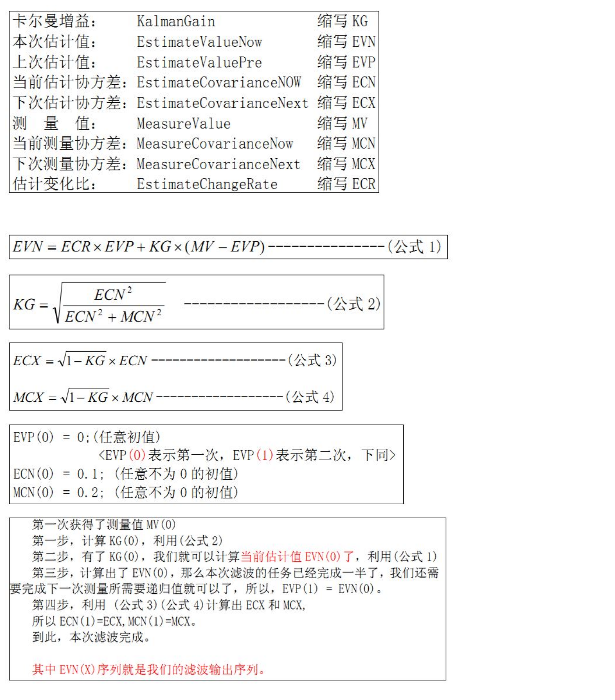 卡尔曼增益： KalmanGain 缩写 KG
本次估计值： EstimateValueNow 缩写 EVN
上次估计值： EstimateValuePre 缩写 EVP
当前估计协方差：EstimateCovarianceNOW 缩写 ECN
下次估计协方差：EstimateCovarianceNext 缩写 ECX
测 量 值： MeasureValue 缩写 MV
当前测量协方差：MeasureCovarianceNow 缩写 MCN
下次测量协方差：MeasureCovarianceNext 缩写 MCX
估计变化比： EstimateChangeRate 缩写 ECR
EVN = ECR×EVP + KG×(MV − EVP)---------------(公式 1)
KG = √(ECN² / (ECN² + MCN²)) ------------------(公式 2)
ECX = √(1 − KG) × ECN --------------------(公式 3)
MCX = √(1 − KG) × MCN ------------------(公式 4)
EVP(0) = 0;(任意初值)
<EVP(0)表示第一次，EVP(1)表示第二次，下同>
ECN(0) = 0.1; (任意不为 0 的初值)
MCN(0) = 0.2; (任意不为 0 的初值)
第一次获得了测量值 MV(0)
第一步，计算 KG(0)，利用(公式 2)
第二步，有了 KG(0)，我们就可以计算当前估计值 EVN(0)了，利用(公式 1)
第三步，计算出了 EVN(0)，那么本次滤波的任务已经完成一半了，我们还需
要完成下一次测量所需要递归值就可以了，所以，EVP(1) = EVN(0)。
第四步，利用 (公式 3)(公式 4)计算出 ECX 和 MCX,
所以 ECN(1)=ECX,MCN(1)=MCX。
到此，本次滤波完成。
其中 EVN(X)序列就是我们的滤波输出序列。